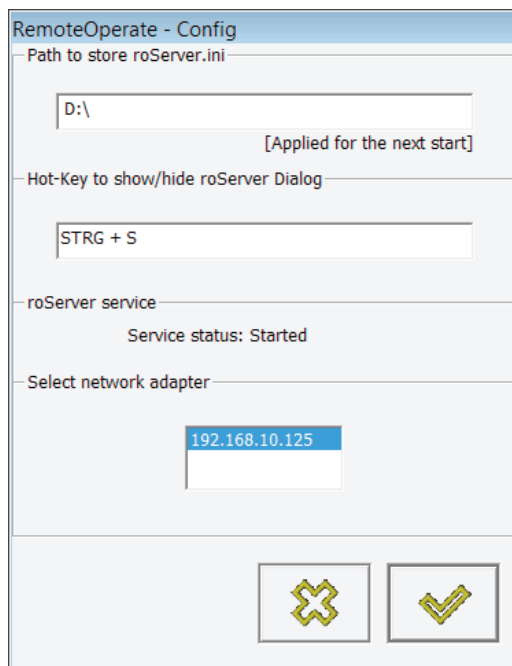 RemoteOperate - Config
Path to store roServer.ini
D:\
[Applied for the next start]
Hot-Key to show/hide roServer Dialog
STRG + S
roServer service
Service status: Started
Select network adapter
192.168.10.125